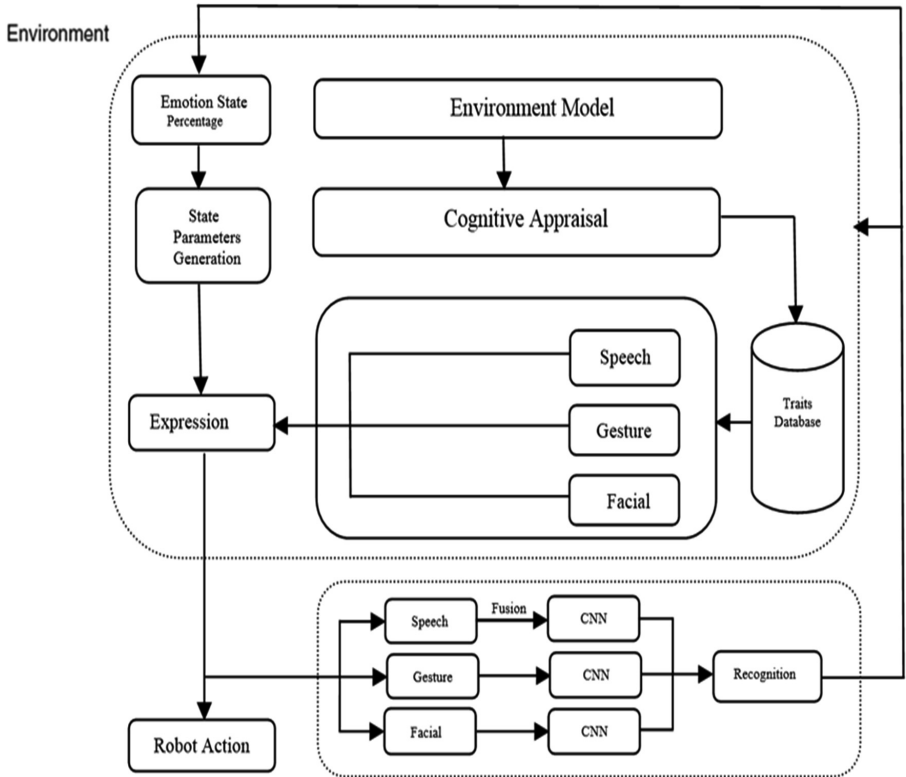 Environment
Emotion State
Percentage
Environment Model
State
Parameters
Generation
Cognitive Appraisal
Speech
Expression
Gesture
Traits
Database
Facial
Speech
Fusion
CNN
Gesture
CNN
Recognition
Facial
CNN
Robot Action